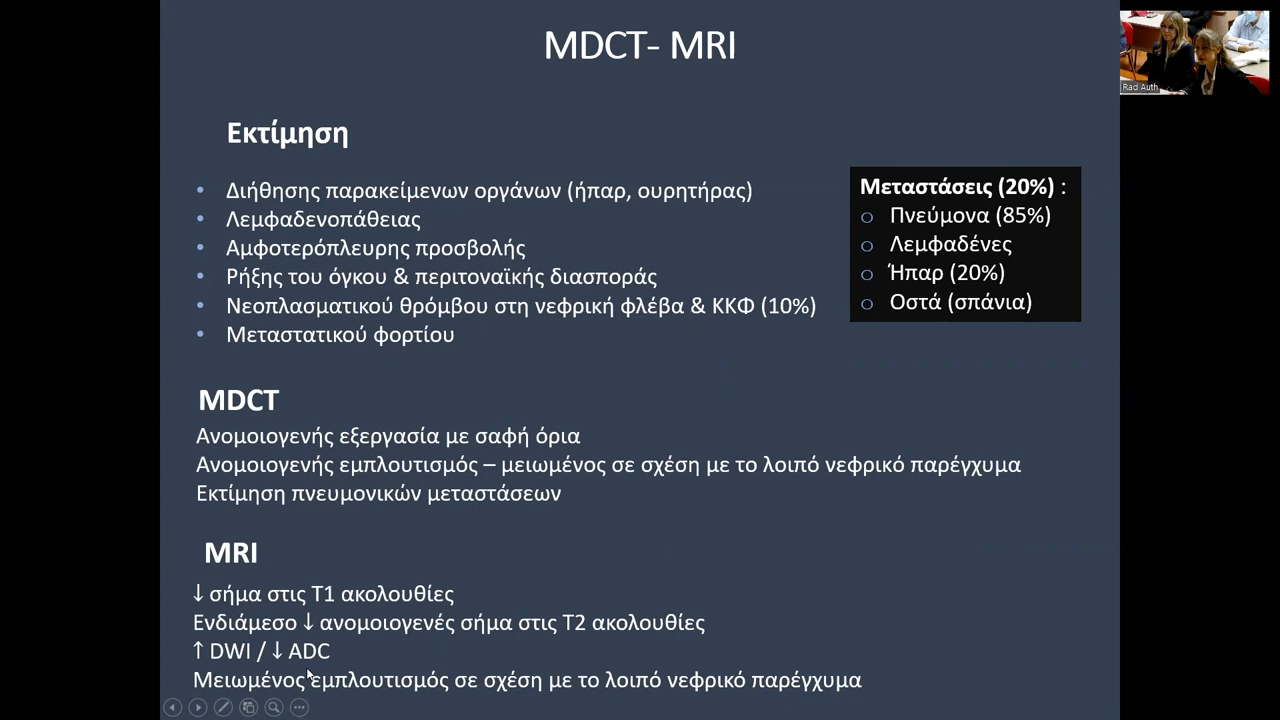 MDCT- MRI
Rad Auth
Εκτίμηση
• Διήθησης παρακείμενων οργάνων (ήπαρ, ουρητήρας)
• Λεμφαδενοπάθειας
• Αμφοτερόπλευρης προσβολής
• Ρήξης του όγκου & περιτοναϊκής διασποράς
• Νεοπλασματικού θρόμβου στη νεφρική φλέβα & ΚΚΦ (10%)
• Μεταστατικού φορτίου
Μεταστάσεις (20%) :
o Πνεύμονα (85%)
o Λεμφαδένες
o Ήπαρ (20%)
o Οστά (σπάνια)
MDCT
Ανομοιογενής εξεργασία με σαφή όρια
Ανομοιογενής εμπλουτισμός – μειωμένος σε σχέση με το λοιπό νεφρικό παρέγχυμα
Εκτίμηση πνευμονικών μεταστάσεων
MRI
↓ σήμα στις Τ1 ακολουθίες
Ενδιάμεσο ↓ ανομοιογενές σήμα στις Τ2 ακολουθίες
↑ DWI / ↓ ADC
Μειωμένος εμπλουτισμός σε σχέση με το λοιπό νεφρικό παρέγχυμα